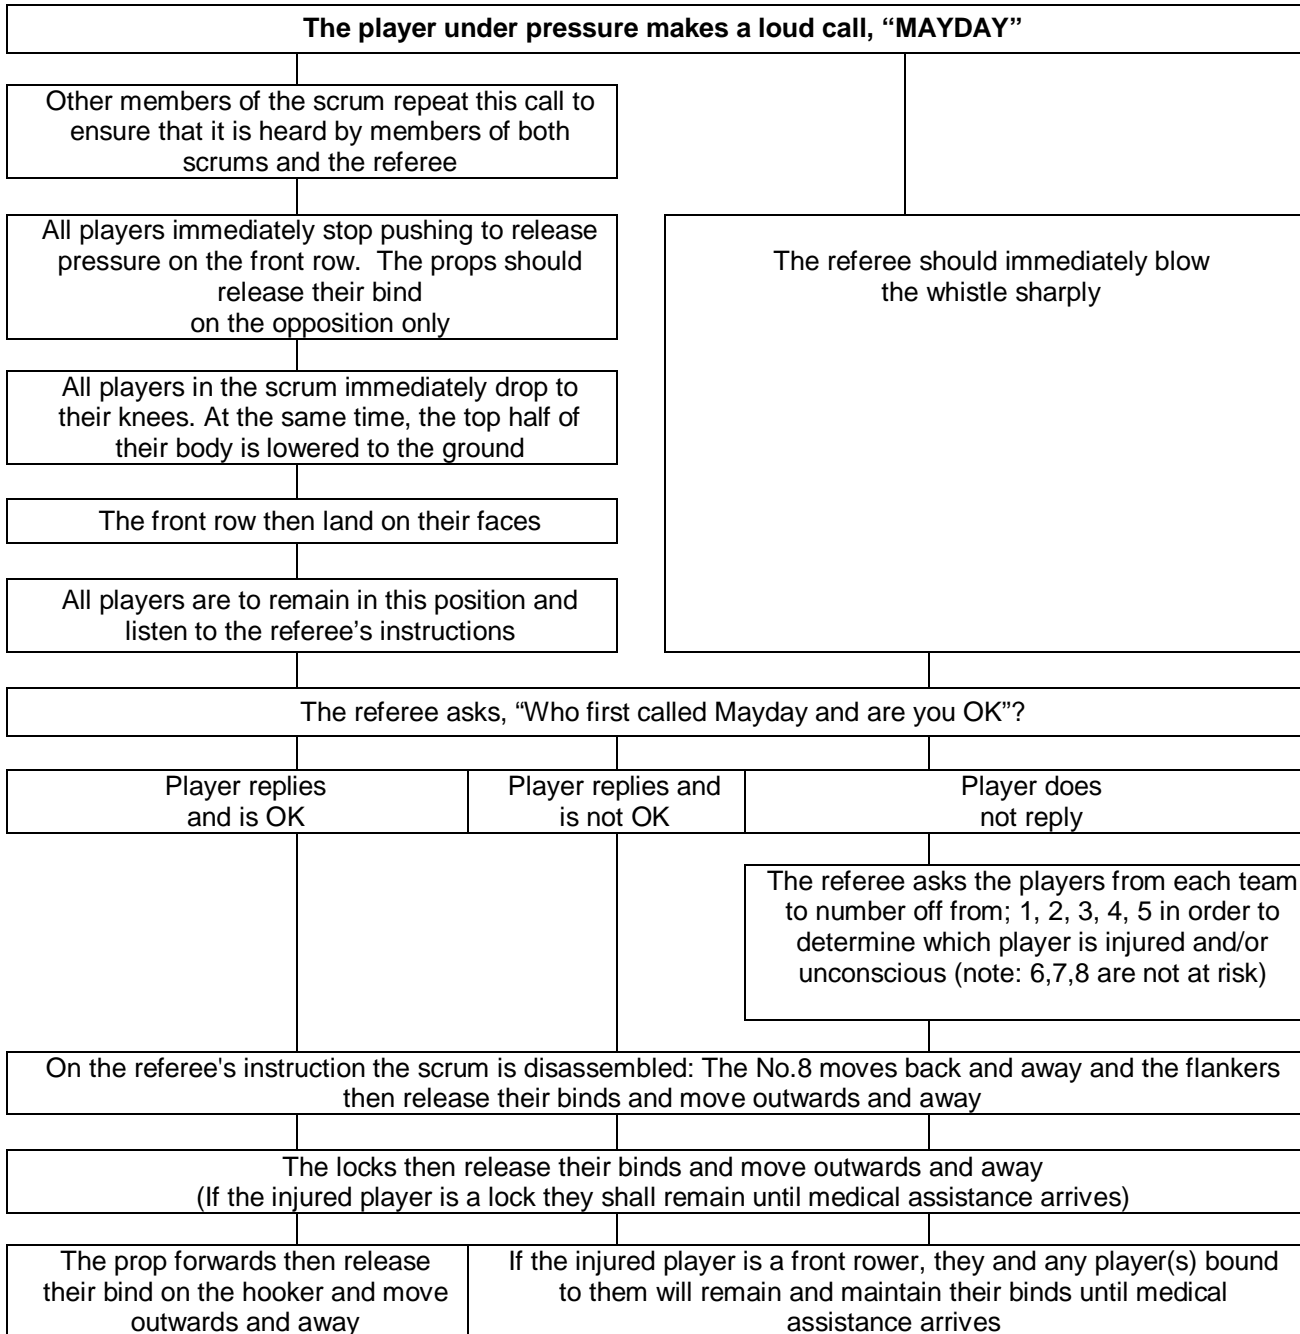 The player under pressure makes a loud call, “MAYDAY”
Other members of the scrum repeat this call to
ensure that it is heard by members of both
scrums and the referee
All players immediately stop pushing to release
pressure on the front row.  The props should
release their bind
on the opposition only
The referee should immediately blow
the whistle sharply
All players in the scrum immediately drop to
their knees. At the same time, the top half of
their body is lowered to the ground
The front row then land on their faces
All players are to remain in this position and
listen to the referee’s instructions
The referee asks, “Who first called Mayday and are you OK”?
Player replies
and is OK
Player replies and
is not OK
Player does
not reply
The referee asks the players from each team
to number off from; 1, 2, 3, 4, 5 in order to
determine which player is injured and/or
unconscious (note: 6,7,8 are not at risk)
On the referee's instruction the scrum is disassembled: The No.8 moves back and away and the flankers
then release their binds and move outwards and away
The locks then release their binds and move outwards and away
(If the injured player is a lock they shall remain until medical assistance arrives)
The prop forwards then release
their bind on the hooker and move
outwards and away
If the injured player is a front rower, they and any player(s) bound
to them will remain and maintain their binds until medical
assistance arrives